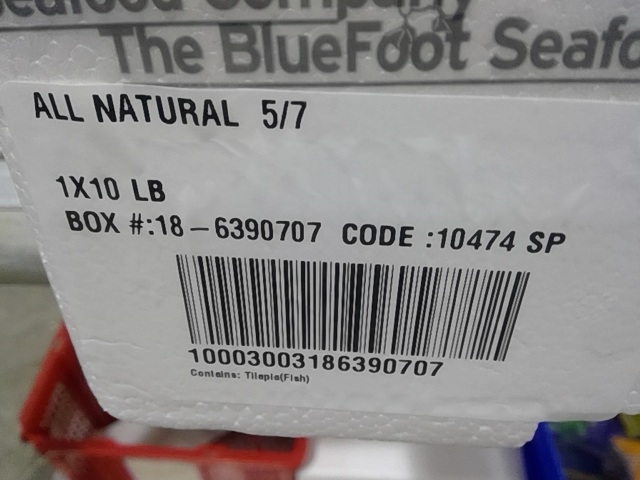 Seafood Company
The BlueFoot Seafo
ALL NATURAL 5/7
1X10 LB
BOX #:18-6390707 CODE :10474 SP
10003003186390707
Contains: Tilapia(Fish)